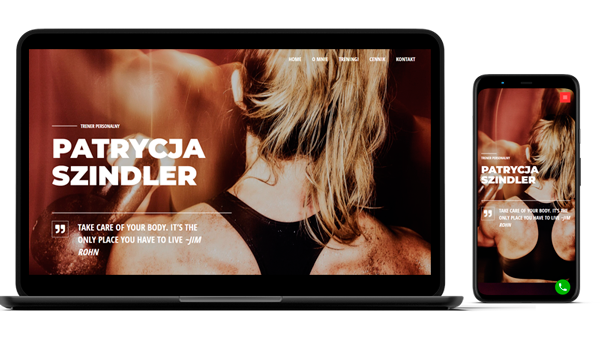 HOME O MNIE TRENINGI CENNIK KONTAKT
TRENER PERSONALNY
PATRYCJA
SZINDLER
TAKE CARE OF YOUR BODY. IT'S THE
ONLY PLACE YOU HAVE TO LIVE -JIM
ROHN
TRENER PERSONALNY
PATRYCJA
SZINDLER
TAKE CARE OF YOUR BODY. IT'S THE
ONLY PLACE YOU HAVE TO LIVE -JIM
ROHN